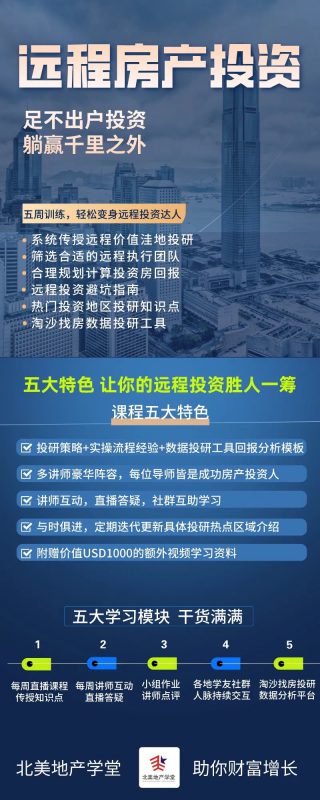 远程房产投资
足不出户投资
躺赢千里之外
五周训练，轻松变身远程投资达人
• 系统传授远程价值洼地投研
• 筛选合适的远程执行团队
• 合理规划计算投资房回报
• 远程投资避坑指南
• 热门投资地区投研知识点
• 淘沙找房数据投研工具
五大特色 让你的远程投资胜人一筹
课程五大特色
投研策略+实操流程经验+数据投研工具回报分析模板
多讲师豪华阵容，每位导师皆是成功房产投资人
讲师互动，直播答疑，社群互助学习
与时俱进，定期迭代更新具体投研热点区域介绍
附赠价值USD1000的额外视频学习资料
五大学习模块 干货满满
1 2 3 4 5
每周直播课程 每周讲师互动 小组作业 各地学友社群 淘沙找房投研
传授知识点 直播答疑 讲师点评 人脉持续交互 数据分析平台
北美地产学堂 北美地产学堂 助你财富增长